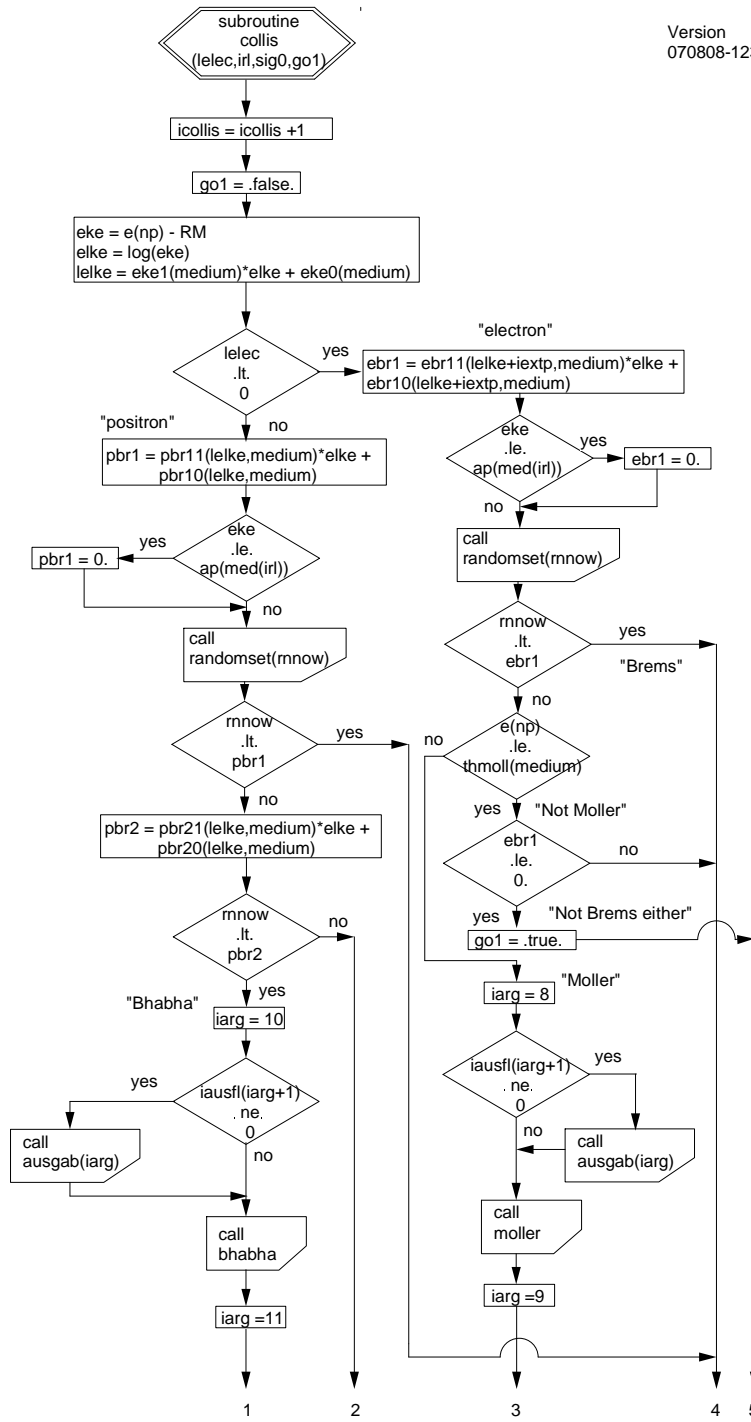 subroutine
collis
(lelec,irl,sig0,go1)
Version
070808-123
icollis = icollis +1
go1 = .false.
eke = e(np) - RM
elke = log(eke)
lelke = eke1(medium)*elke + eke0(medium)
lelec
.lt.
0
yes
no
"electron"
ebr1 = ebr11(lelke+iextp,medium)*elke +
ebr10(lelke+iextp,medium)
"positron"
pbr1 = pbr11(lelke,medium)*elke +
pbr10(lelke,medium)
eke
.le.
ap(med(irl))
yes
ebr1 = 0.
no
eke
.le.
ap(med(irl))
yes
pbr1 = 0.
no
call
randomset(rnnow)
call
randomset(rnnow)
rnnow
.lt.
ebr1
yes
"Brems"
no
rnnow
.lt.
pbr1
yes
no
e(np)
.le.
thmoll(medium)
no
yes
"Not Moller"
pbr2 = pbr21(lelke,medium)*elke +
pbr20(lelke,medium)
ebr1
.le.
0.
no
yes
"Not Brems either"
go1 = .true.
rnnow
.lt.
pbr2
no
yes
"Bhabha"
iarg = 10
"Moller"
iarg = 8
iausfl(iarg+1)
. ne.
0
yes
no
call
ausgab(iarg)
iausfl(iarg+1)
. ne.
0
yes
no
call
ausgab(iarg)
call
bhabha
call
moller
iarg =11
iarg =9
1
2
3
4
5